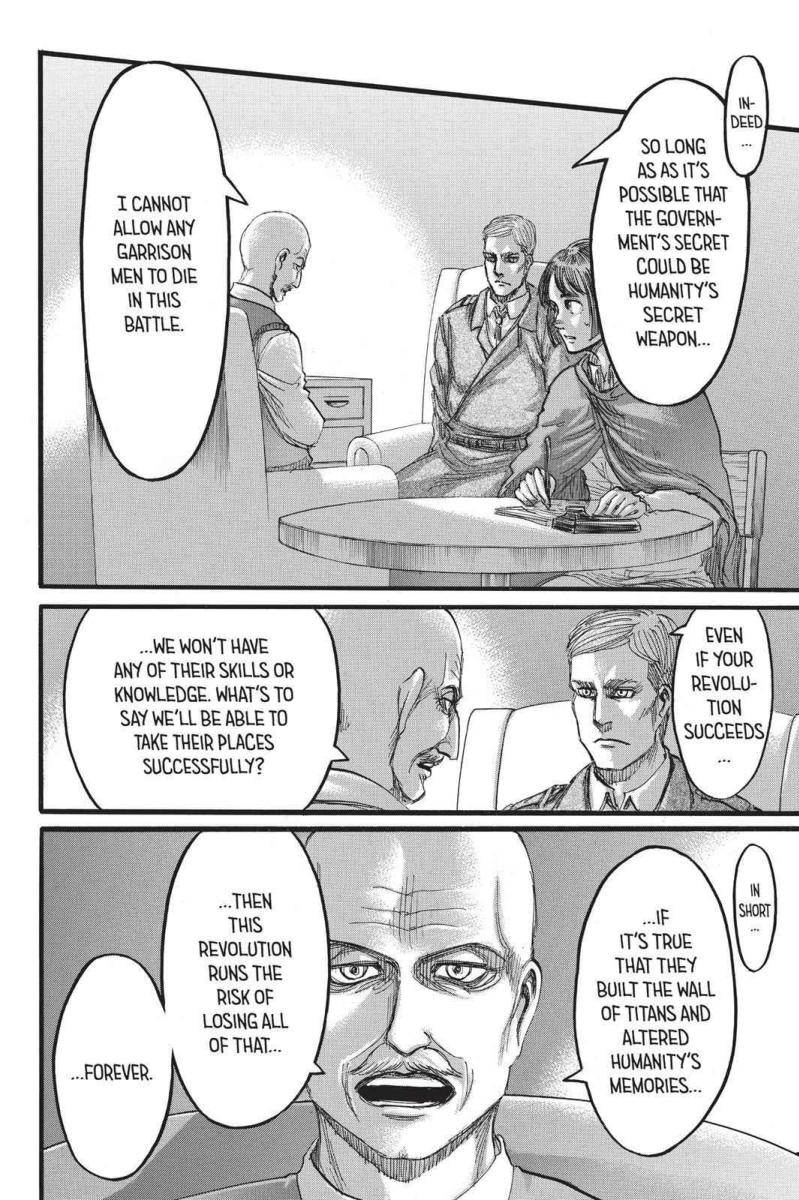 IN-
DEED
...
SO LONG
AS AS IT'S
POSSIBLE THAT
THE GOVERN-
MENT'S SECRET
COULD BE
HUMANITY'S
SECRET
WEAPON...
I CANNOT
ALLOW ANY
GARRISON
MEN TO DIE
IN THIS
BATTLE.
EVEN
IF YOUR
REVOLU-
TION
SUCCEEDS
...
...WE WON'T HAVE
ANY OF THEIR SKILLS OR
KNOWLEDGE. WHAT'S TO
SAY WE'LL BE ABLE TO
TAKE THEIR PLACES
SUCCESSFULLY?
IN
SHORT
...
...IF
IT'S TRUE
THAT THEY
BUILT THE WALL
OF TITANS AND
ALTERED
HUMANITY'S
MEMORIES...
...THEN
THIS
REVOLUTION
RUNS THE
RISK OF
LOSING ALL
OF THAT...
...FOREVER.